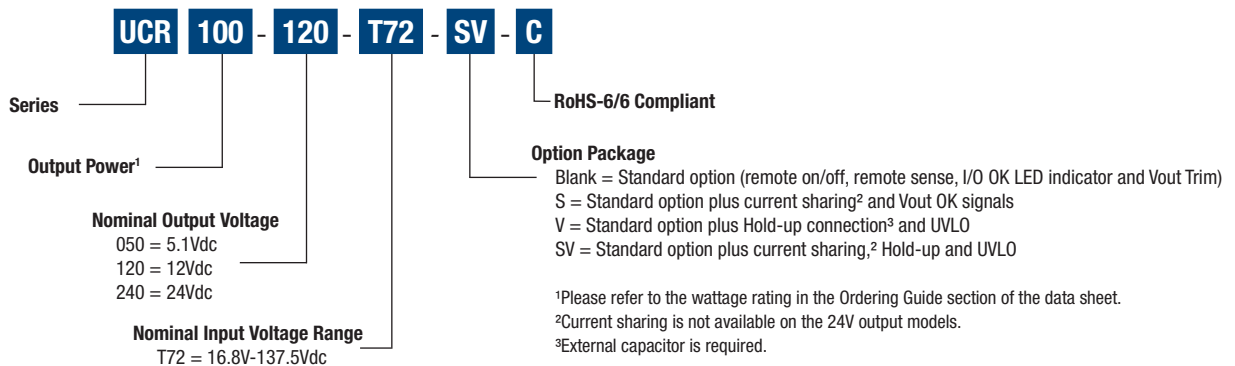 UCR 100 - 120 - T72 - SV - C
Series
RoHS-6/6 Compliant
Output Power¹
Option Package
Blank = Standard option (remote on/off, remote sense, I/O OK LED indicator and Vout Trim)
S = Standard option plus current sharing² and Vout OK signals
V = Standard option plus Hold-up connection³ and UVLO
SV = Standard option plus current sharing,² Hold-up and UVLO
Nominal Output Voltage
050 = 5.1Vdc
120 = 12Vdc
240 = 24Vdc
¹Please refer to the wattage rating in the Ordering Guide section of the data sheet.
²Current sharing is not available on the 24V output models.
³External capacitor is required.
Nominal Input Voltage Range
T72 = 16.8V-137.5Vdc